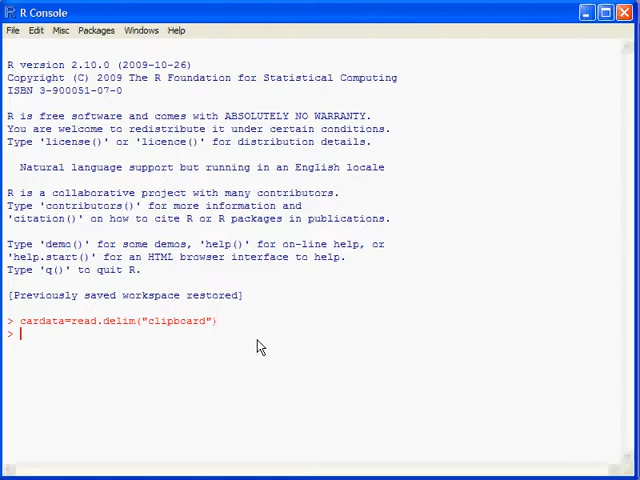 R Console
File Edit Misc Packages Windows Help
R version 2.10.0 (2009-10-26)
Copyright (C) 2009 The R Foundation for Statistical Computing
ISBN 3-900051-07-0
R is free software and comes with ABSOLUTELY NO WARRANTY.
You are welcome to redistribute it under certain conditions.
Type 'license()' or 'licence()' for distribution details.
Natural language support but running in an English locale
R is a collaborative project with many contributors.
Type 'contributors()' for more information and
'citation()' on how to cite R or R packages in publications.
Type 'demo()' for some demos, 'help()' for on-line help, or
'help.start()' for an HTML browser interface to help.
Type 'q()' to quit R.
[Previously saved workspace restored]
> cardata=read.delim("clipboard")
>